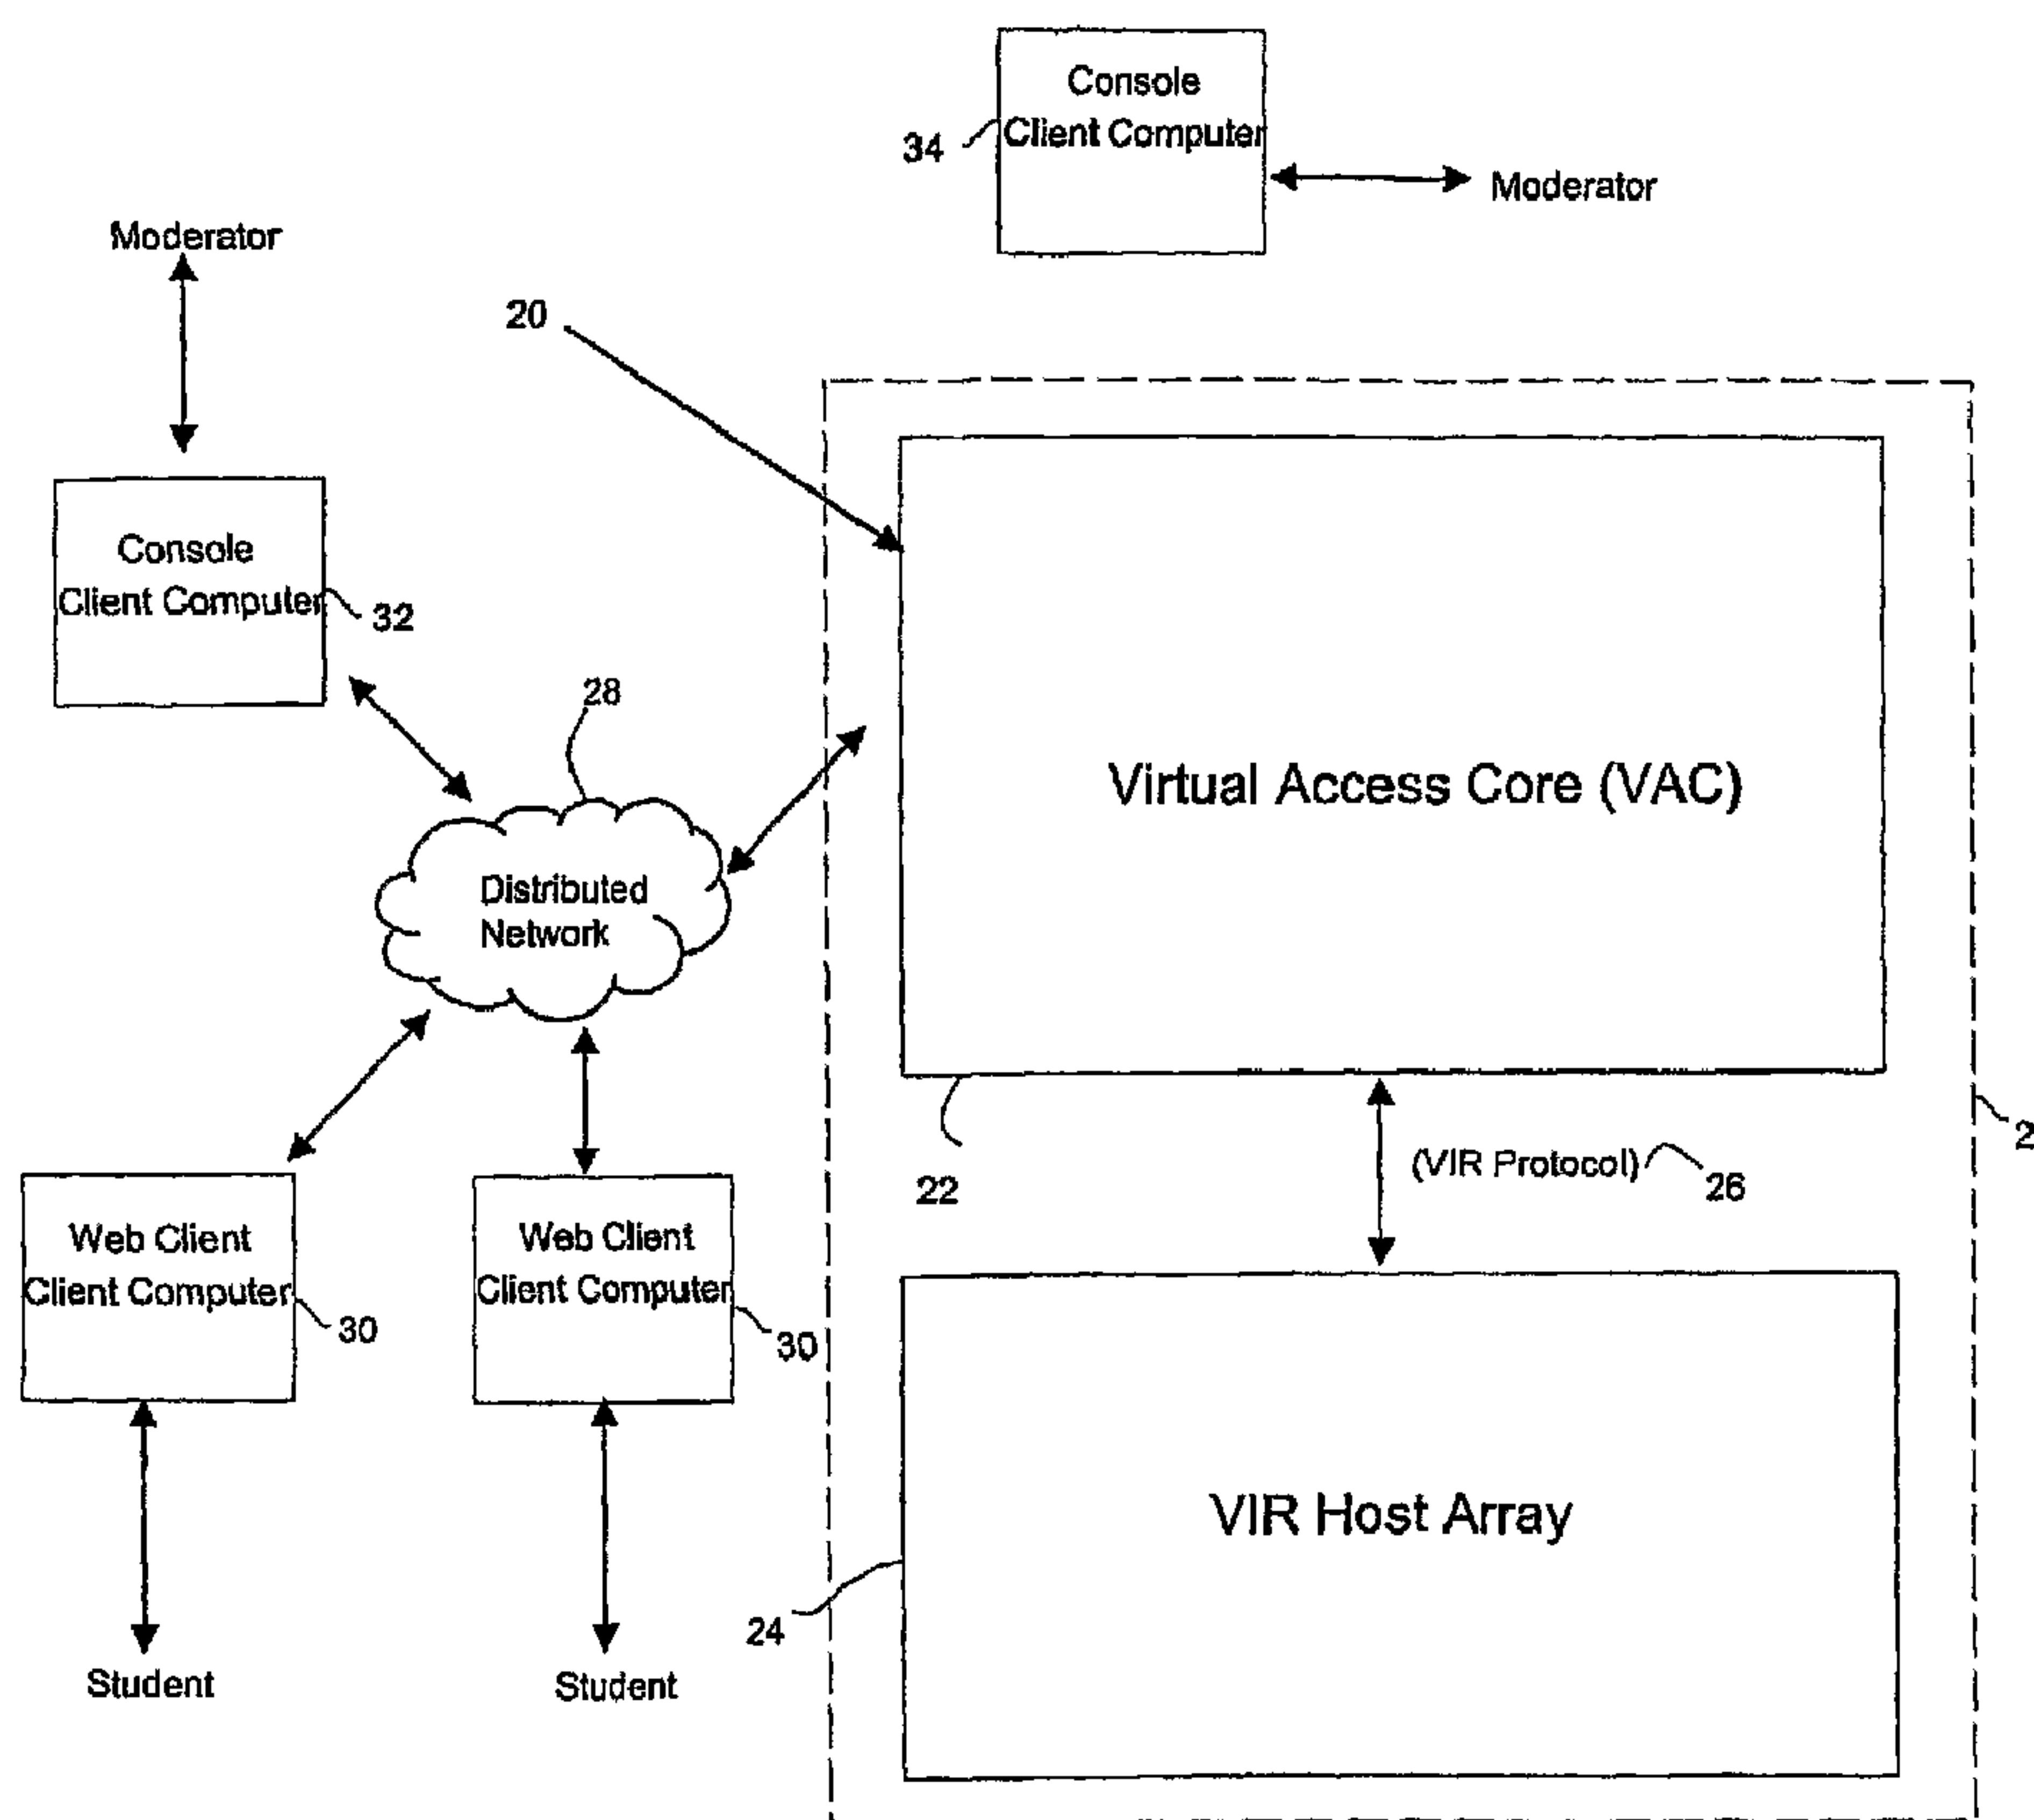 Console
Client Computer
34
Moderator
Moderator
20
Console
Client Computer
32
28
Virtual Access Core (VAC)
Distributed
Network
22
(VIR Protocol)
26
2
Web Client
Client Computer
30
Web Client
Client Computer
30
VIR Host Array
24
Student
Student